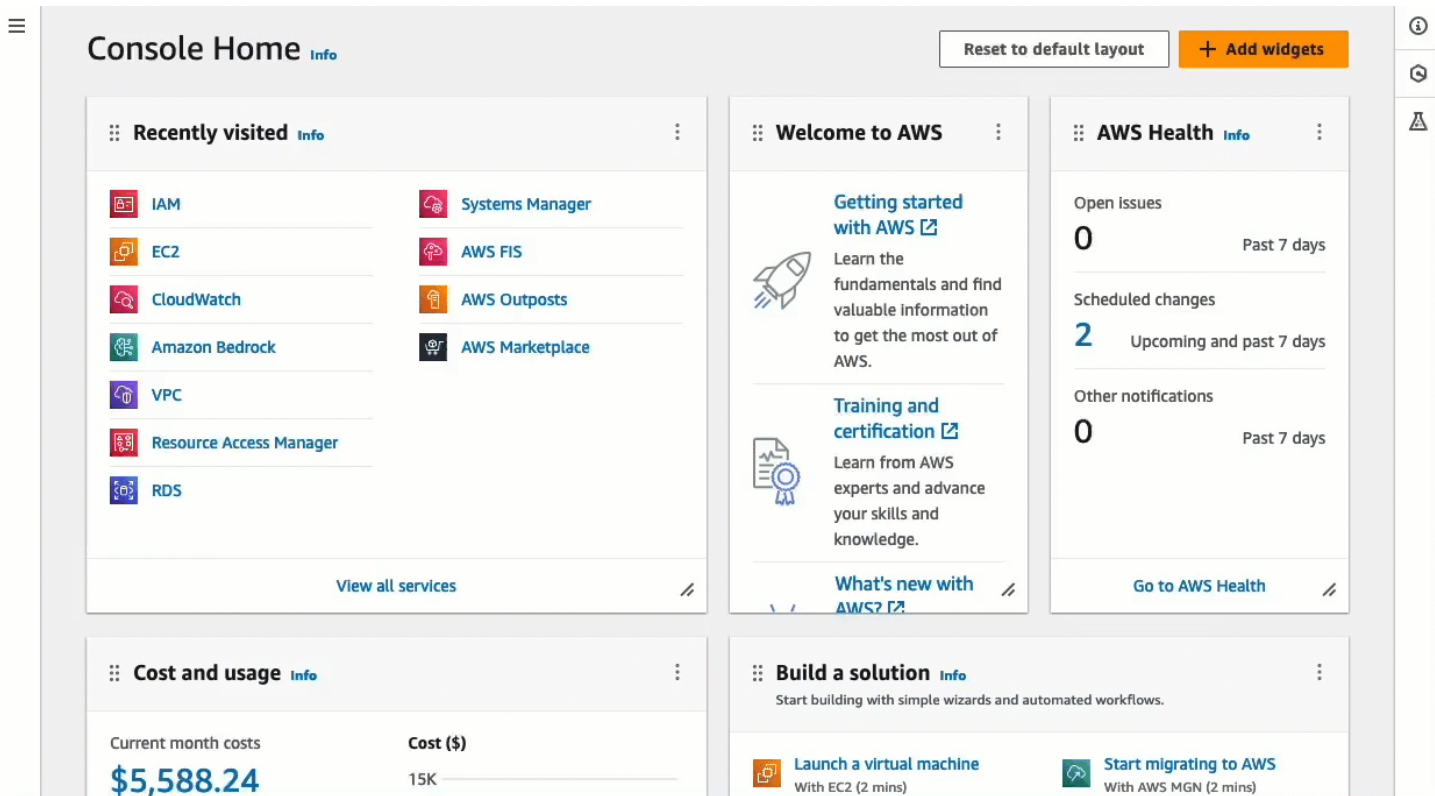 Console Home Info
Reset to default layout
+ Add widgets
Recently visited Info
IAM
EC2
CloudWatch
Amazon Bedrock
VPC
Resource Access Manager
RDS
Systems Manager
AWS FIS
AWS Outposts
AWS Marketplace
View all services
Welcome to AWS
Getting started
with AWS
Learn the
fundamentals and find
valuable information
to get the most out of
AWS.
Training and
certification
Learn from AWS
experts and advance
your skills and
knowledge.
What's new with
AWS?
AWS Health Info
Open issues
0 Past 7 days
Scheduled changes
2 Upcoming and past 7 days
Other notifications
0 Past 7 days
Go to AWS Health
Cost and usage Info
Current month costs
$5,588.24
Cost ($)
15K
Build a solution Info
Start building with simple wizards and automated workflows.
Launch a virtual machine
With EC2 (2 mins)
Start migrating to AWS
With AWS MGN (2 mins)